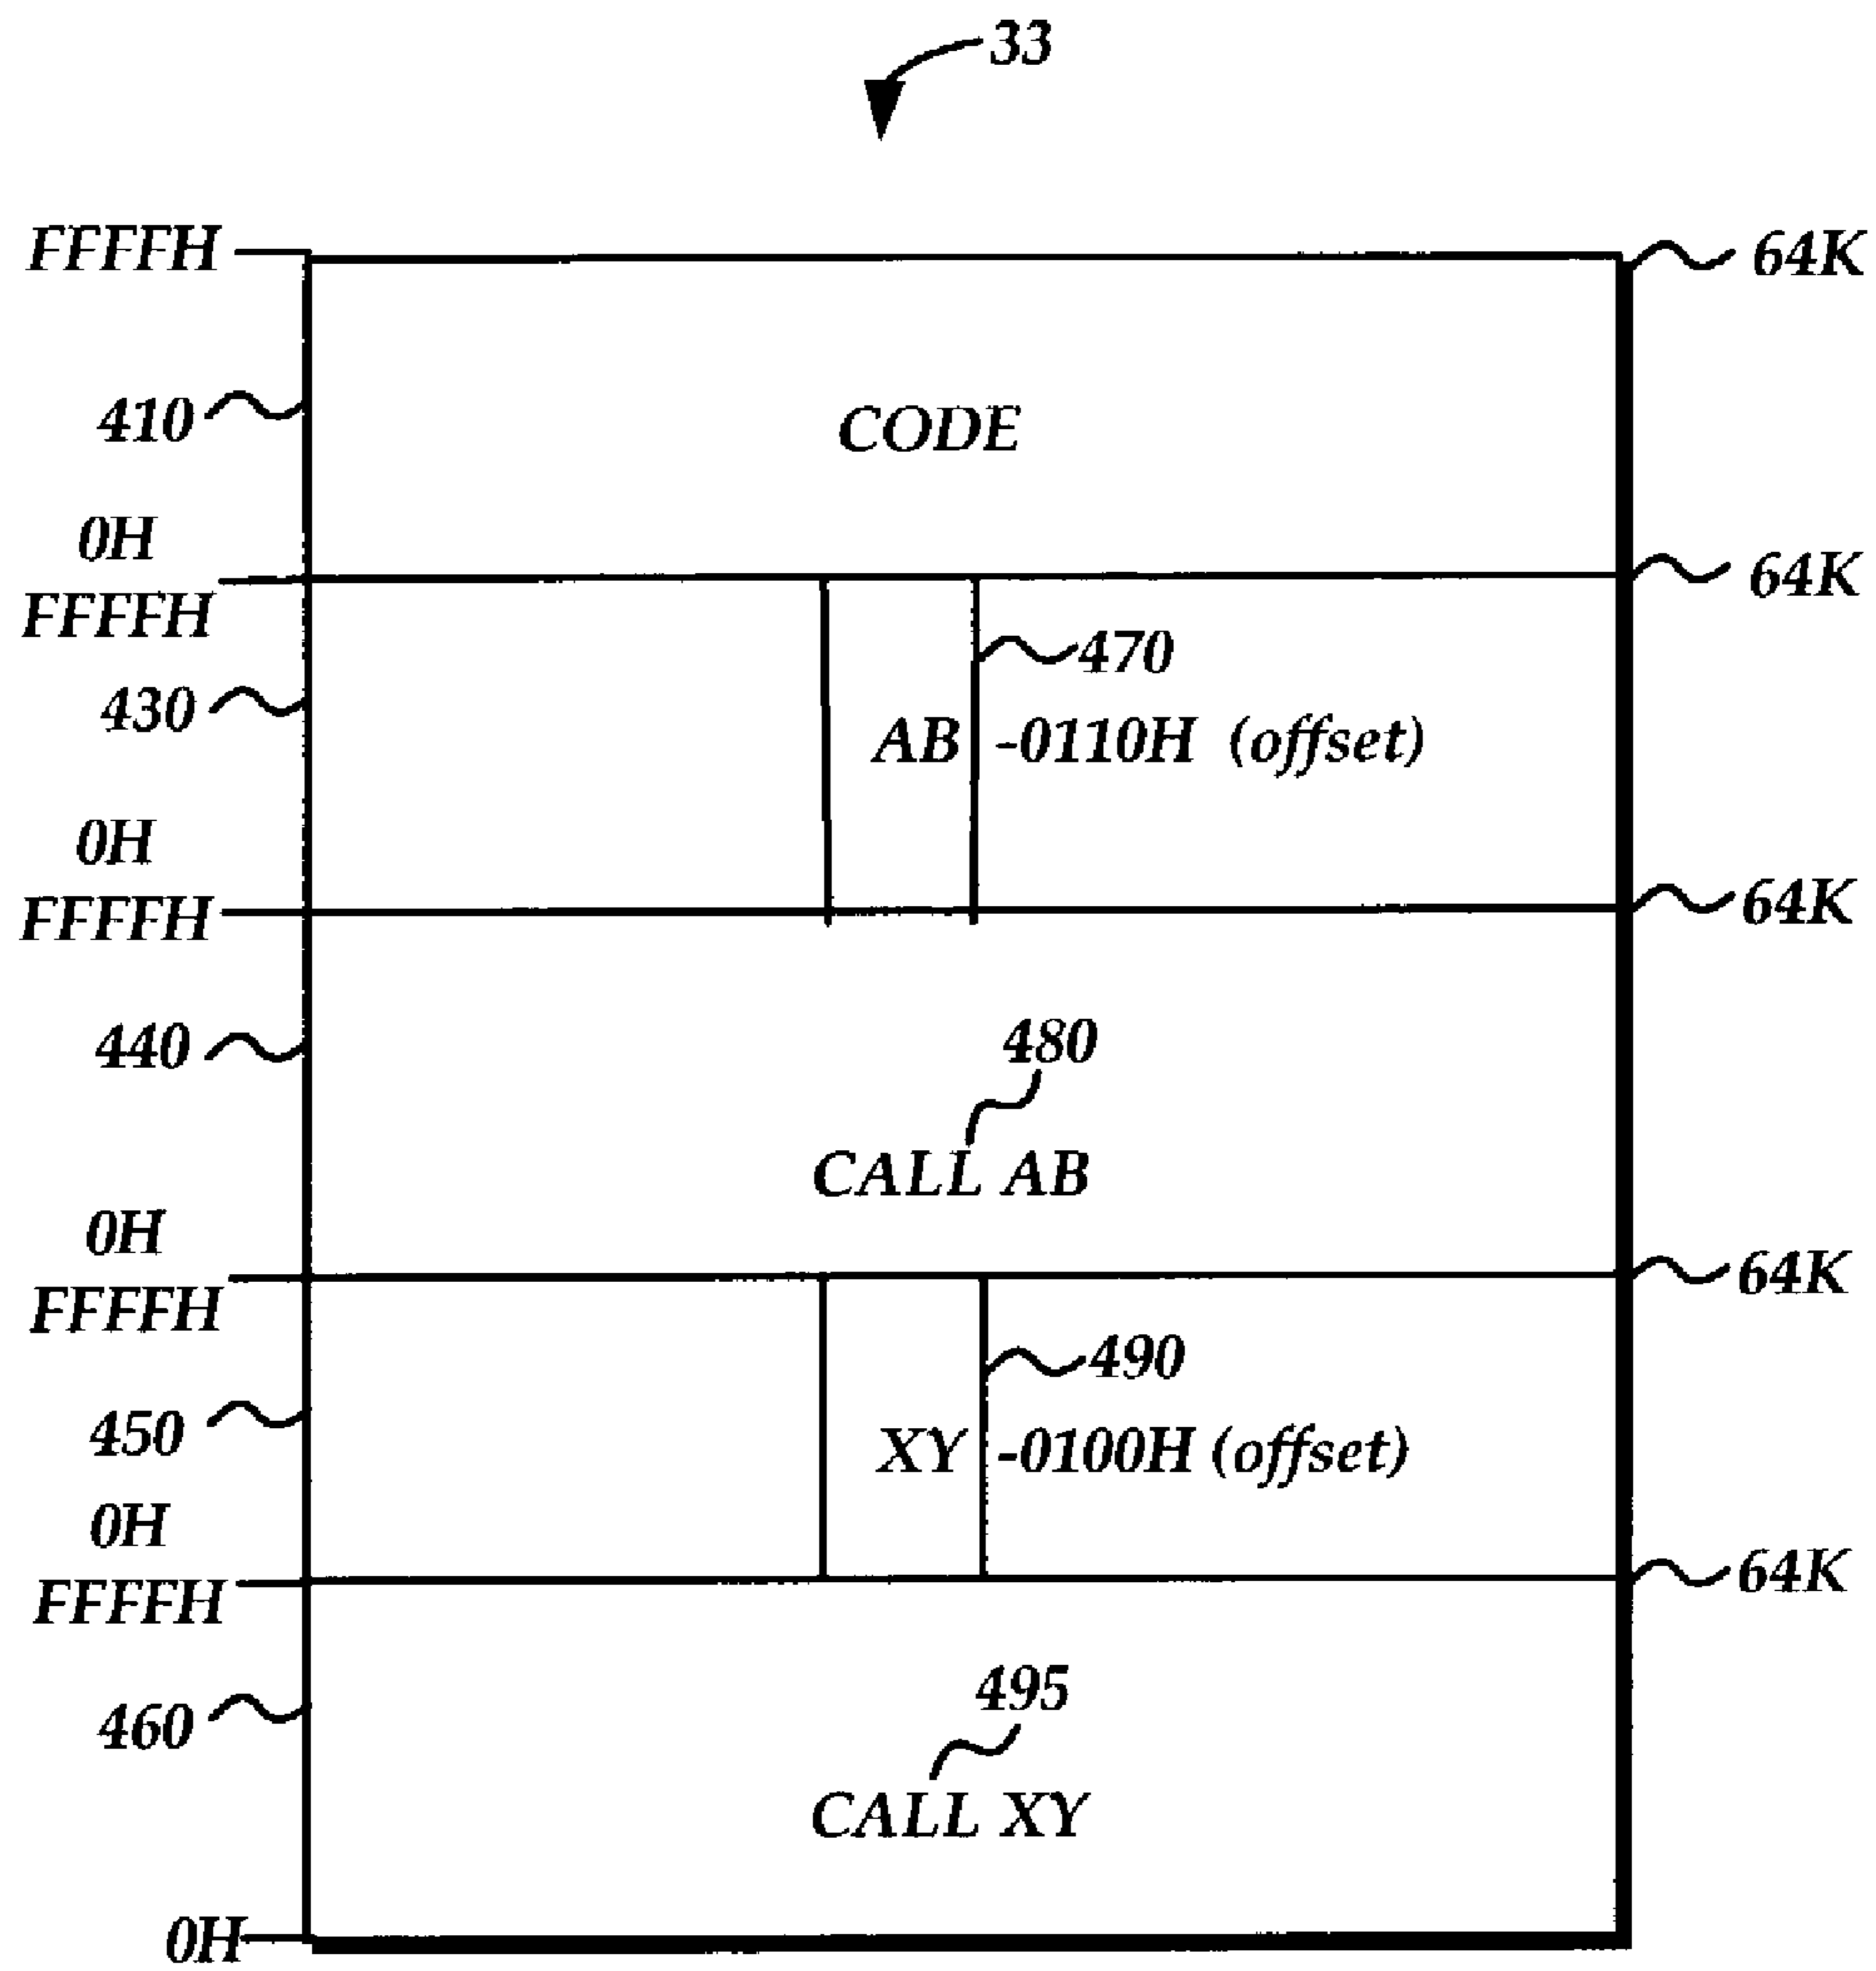 33
FFFFH 64K
410 CODE
0H
64K
FFFFH
470
430 AB -0110H (offset)
0H
FFFFH 64K
440 480
CALL AB
0H
64K
FFFFH
490
450 XY -0100H (offset)
0H
64K
FFFFH
495
460
CALL XY
0H